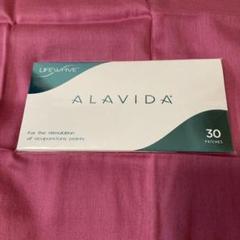 LIFEWAVE
ALAVIDA®
For the stimulation
of acupuncture points
30
PATCHES